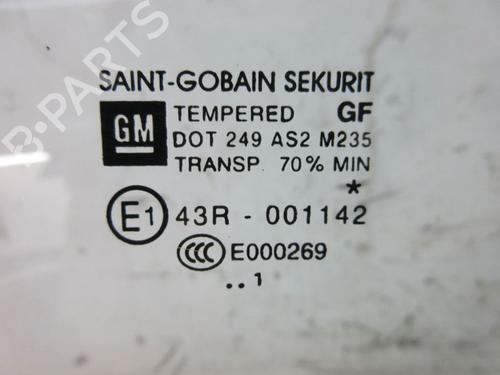 SAINT-GOBAIN SEKURIT
GM TEMPERED GF
DOT 249 AS2 M235
TRANSP. 70% MIN
*
E1 43R - 001142
CCC E000269
..1
B-PARTS